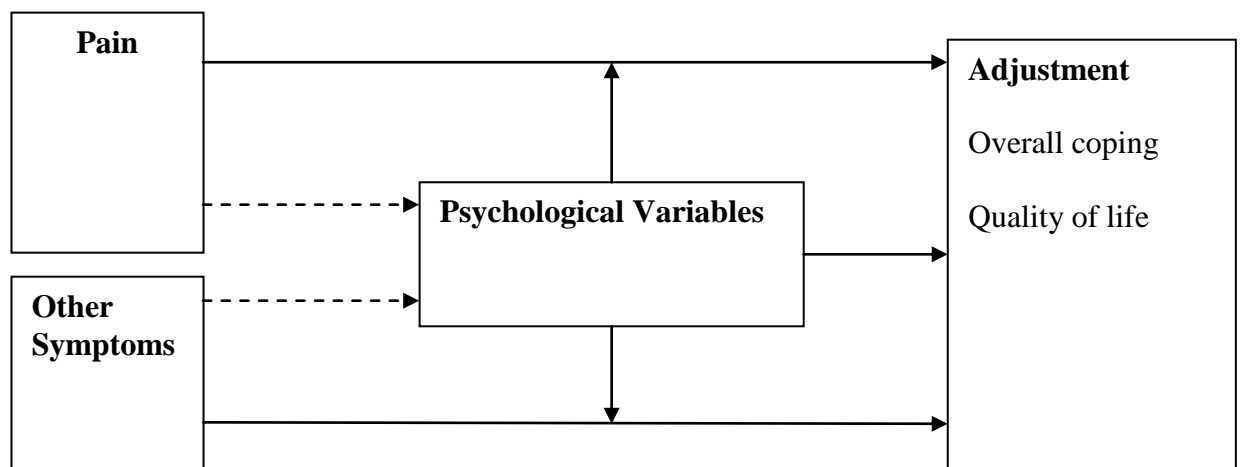 Pain
Adjustment
Overall coping
Quality of life
Psychological Variables
Other
Symptoms